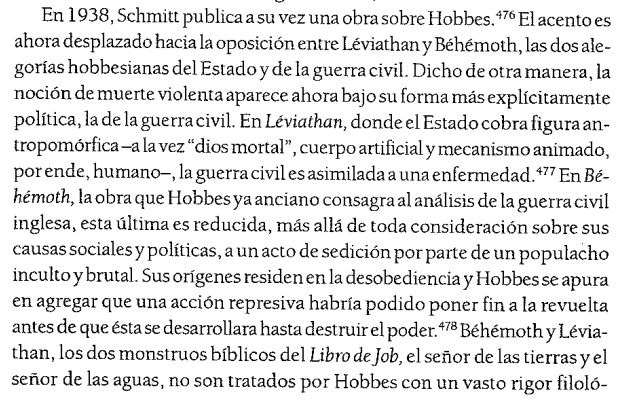 En 1938, Schmitt publica a su vez una obra sobre Hobbes.⁴⁷⁶ El acento es
ahora desplazado hacia la oposición entre Léviathan y Béhémoth, las dos ale-
gorías hobbesianas del Estado y de la guerra civil. Dicho de otra manera, la
noción de muerte violenta aparece ahora bajo su forma más explícitamente
política, la de la guerra civil. En Léviathan, donde el Estado cobra figura an-
tropomórfica –a la vez "dios mortal", cuerpo artificial y mecanismo animado,
por ende, humano–, la guerra civil es asimilada a una enfermedad.⁴⁷⁷ En Bé-
hémoth, la obra que Hobbes ya anciano consagra al análisis de la guerra civil
inglesa, esta última es reducida, más allá de toda consideración sobre sus
causas sociales y políticas, a un acto de sedición por parte de un populacho
inculto y brutal. Sus orígenes residen en la desobediencia y Hobbes se apura
en agregar que una acción represiva habría podido poner fin a la revuelta
antes de que ésta se desarrollara hasta destruir el poder.⁴⁷⁸ Béhémoth y Lévia-
than, los dos monstruos bíblicos del Libro de Job, el señor de las tierras y el
señor de las aguas, no son tratados por Hobbes con un vasto rigor filoló-